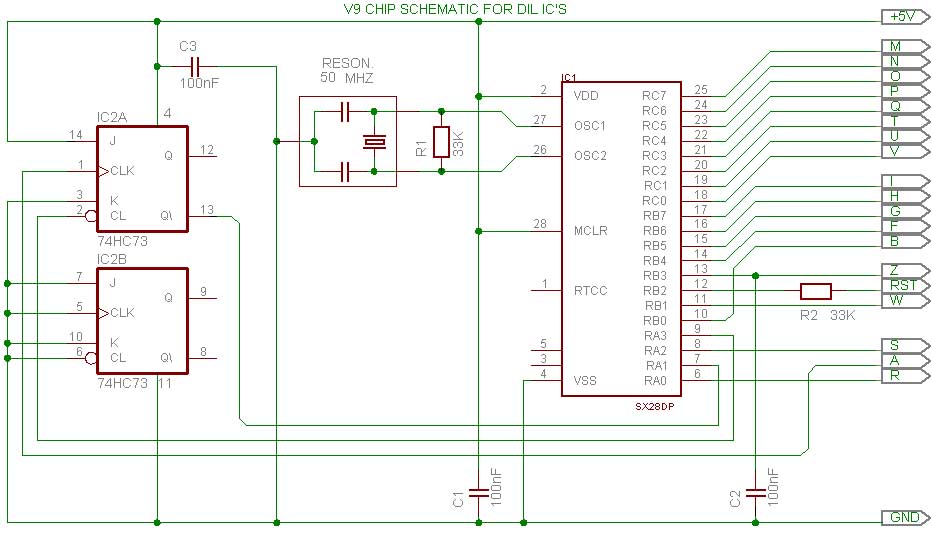 V9 CHIP SCHEMATIC FOR DIL IC'S
+5V
C3
100nF
RESON.
50 MHZ
R1
33K
IC2A
4
14 J
1 CLK
3 K
2 CL
Q 12
Q\ 13
74HC73
IC2B
7 J
5 CLK
10 K
6 CL
Q 9
Q\ 8
74HC73 11
IC1
2 VDD
27 OSC1
26 OSC2
28 MCLR
1 RTCC
5
3
4 VSS
RC7 25
RC6 24
RC5 23
RC4 22
RC3 21
RC2 20
RC1 19
RC0 18
RB7 17
RB6 16
RB5 15
RB4 14
RB3 13
RB2 12
RB1 11
RB0 10
RA3 9
RA2 8
RA1 7
RA0 6
SX28DP
M
N
O
P
Q
T
U
V
I
H
G
F
B
Z
RST
W
R2 33K
S
A
R
C1
100nF
C2
100nF
GND